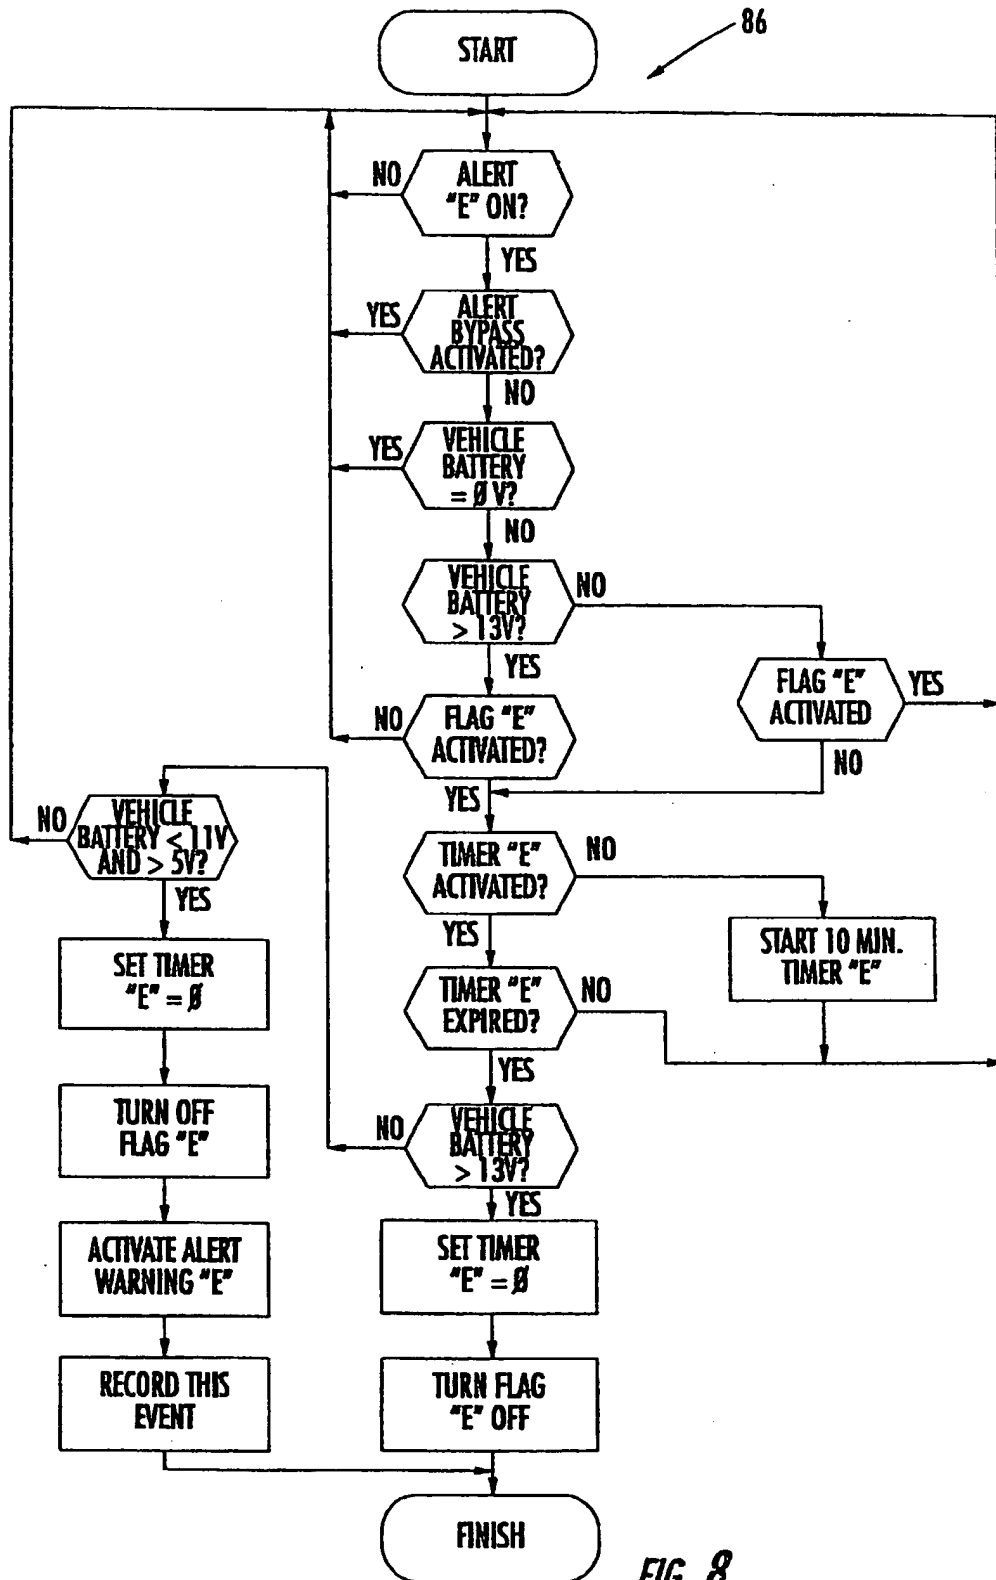 START
86
ALERT
"E" ON?
NO
YES
ALERT
BYPASS
ACTIVATED?
YES
NO
VEHICLE
BATTERY
= Ø V?
YES
NO
VEHICLE
BATTERY
> 13V?
NO
YES
FLAG "E"
ACTIVATED
YES
NO
FLAG "E"
ACTIVATED?
NO
YES
VEHICLE
BATTERY < 11V
AND > 5V?
NO
YES
TIMER "E"
ACTIVATED?
NO
YES
START 10 MIN.
TIMER "E"
SET TIMER
"E" = Ø
TIMER "E"
EXPIRED?
NO
YES
TURN OFF
FLAG "E"
VEHICLE
BATTERY
> 13V?
NO
YES
ACTIVATE ALERT
WARNING "E"
SET TIMER
"E" = Ø
RECORD THIS
EVENT
TURN FLAG
"E" OFF
FINISH
FIG. 8